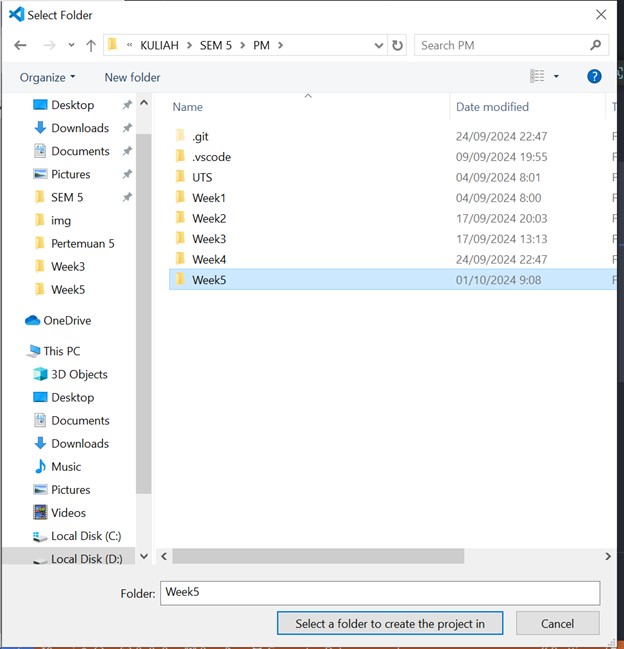 Select Folder
« KULIAH > SEM 5 > PM >
Search PM
Organize
New folder
?
Name
Date modified
Desktop
Downloads
Documents
Pictures
SEM 5
img
Pertemuan 5
Week3
Week5
OneDrive
This PC
3D Objects
Desktop
Documents
Downloads
Music
Pictures
Videos
Local Disk (C:)
Local Disk (D:)
.git 24/09/2024 22:47
.vscode 09/09/2024 19:55
UTS 04/09/2024 8:01
Week1 04/09/2024 8:00
Week2 17/09/2024 20:03
Week3 17/09/2024 13:13
Week4 24/09/2024 22:47
Week5 01/10/2024 9:08
Folder: Week5
Select a folder to create the project in
Cancel